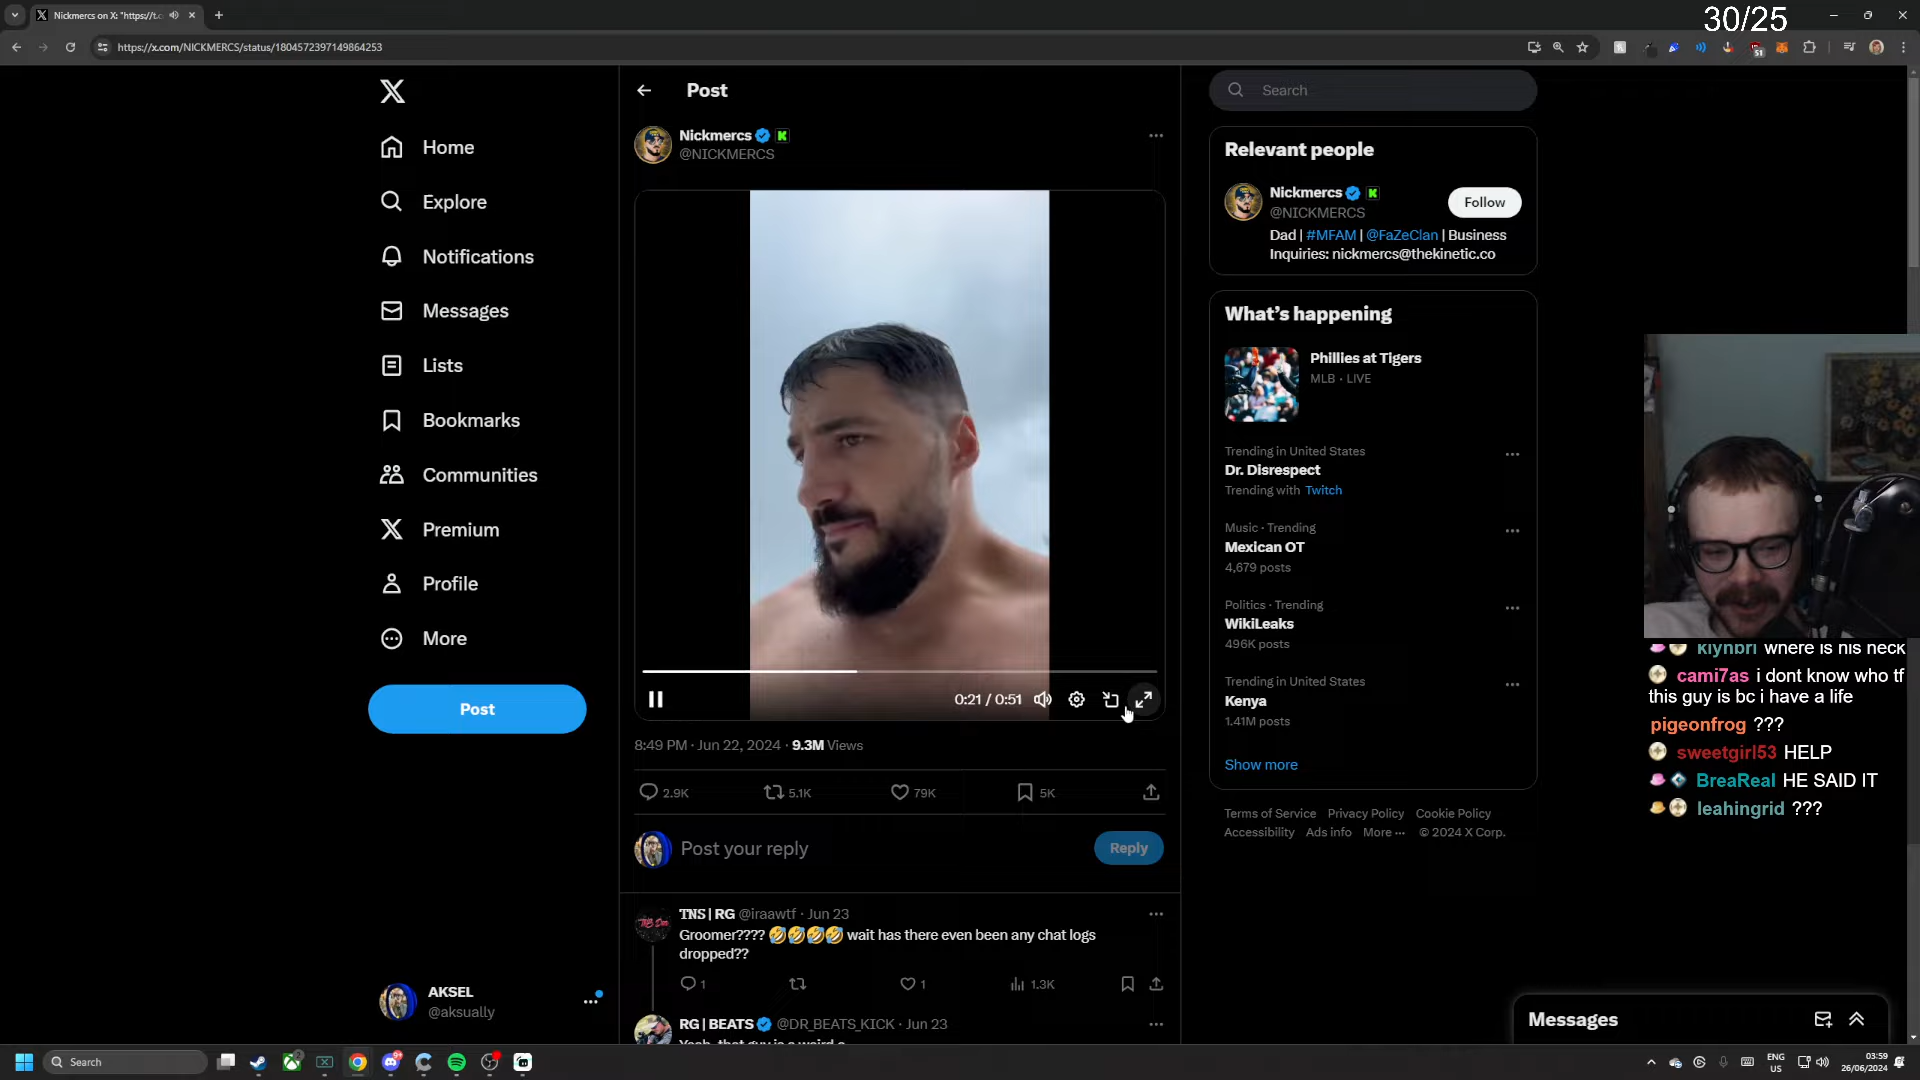 Nickmercs on X: "https://t.c
30/25
https://x.com/NICKMERCS/status/1804572397149864253
51
Home
Explore
Notifications
Messages
Lists
Bookmarks
Communities
Premium
Profile
More
Post
AKSEL
@aksually
Post
Nickmercs
@NICKMERCS
0:21 / 0:51
8:49 PM · Jun 22, 2024 · 9.3M Views
2.9K 5.1K 79K 5K
Post your reply
Reply
TNS | RG @iraawtf · Jun 23
Groomer???? 🤣🤣🤣🤣 wait has there even been any chat logs
dropped??
1 1 1.3K
RG | BEATS @DR_BEATS_KICK · Jun 23
Search
Relevant people
Nickmercs
@NICKMERCS
Follow
Dad | #MFAM | @FaZeClan | Business
Inquiries: nickmercs@thekinetic.co
What's happening
Phillies at Tigers
MLB · LIVE
Trending in United States
Dr. Disrespect
Trending with Twitch
Music · Trending
Mexican OT
4,679 posts
Politics · Trending
WikiLeaks
496K posts
Trending in United States
Kenya
1.41M posts
Show more
Terms of Service Privacy Policy Cookie Policy
Accessibility Ads info More ··· © 2024 X Corp.
Messages
klynbri where is his neck
cami7as i dont know who tf
this guy is bc i have a life
pigeonfrog ???
sweetgirl53 HELP
BreaReal HE SAID IT
leahingrid ???
Search
ENG
US
03:59
26/06/2024